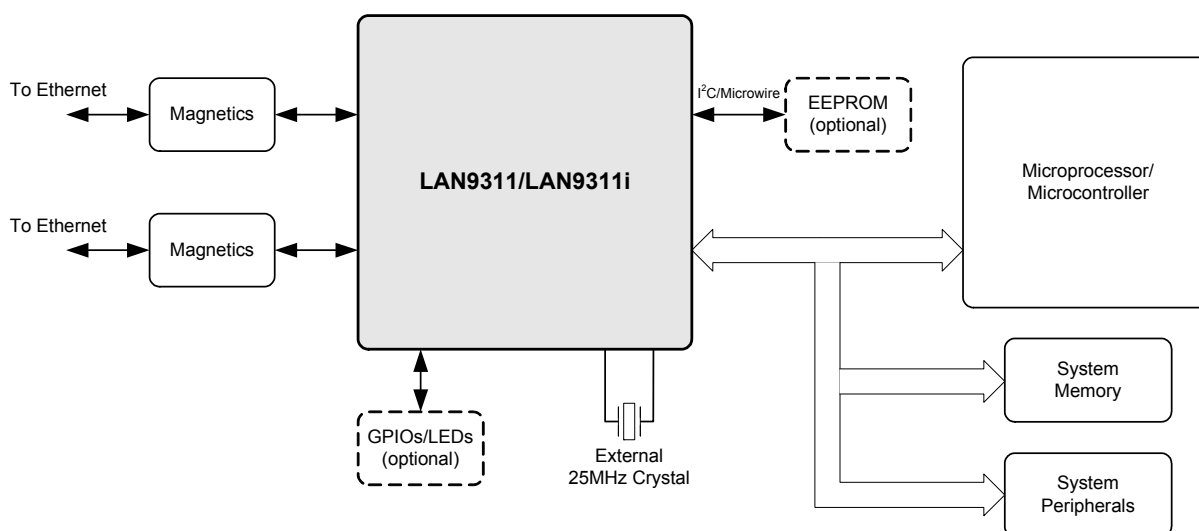 To Ethernet
Magnetics
To Ethernet
Magnetics
LAN9311/LAN9311i
I²C/Microwire
EEPROM
(optional)
Microprocessor/
Microcontroller
GPIOs/LEDs
(optional)
External
25MHz Crystal
System
Memory
System
Peripherals